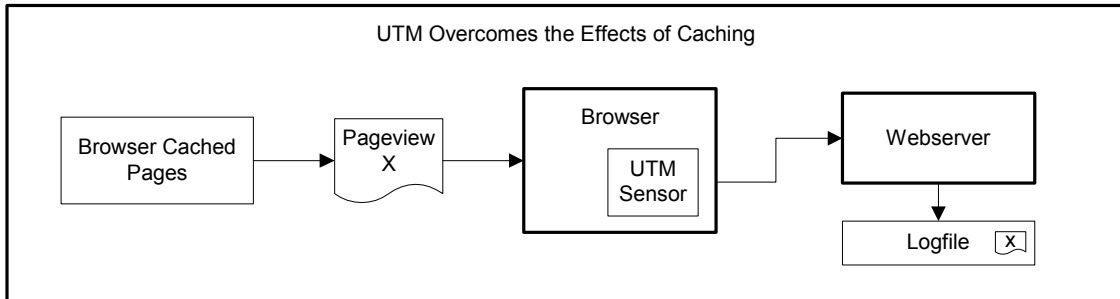 UTM Overcomes the Effects of Caching
Browser Cached
Pages
Pageview
X
Browser
UTM
Sensor
Webserver
Logfile
X